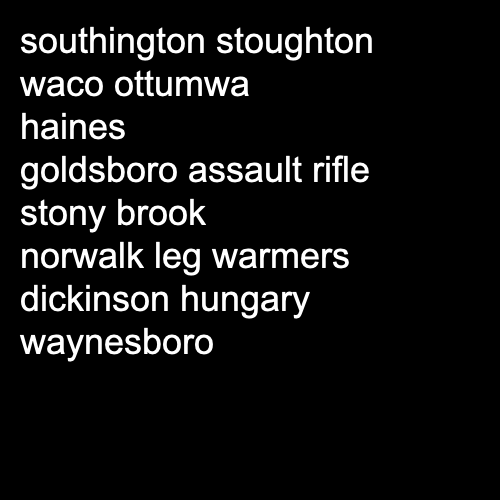 southington stoughton
waco ottumwa
haines
goldsboro assault rifle
stony brook
norwalk leg warmers
dickinson hungary
waynesboro